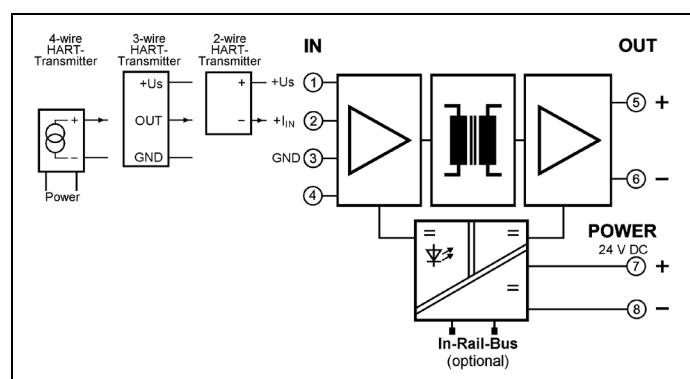 4-wire
HART-
Transmitter
3-wire
HART-
Transmitter
2-wire
HART-
Transmitter
IN
OUT
+Us
+
+Us
1
5
+
+
OUT
−
+I_IN
2
−
GND
GND
3
6
−
4
Power
POWER
24 V DC
=
7
+
=
8
−
In-Rail-Bus
(optional)